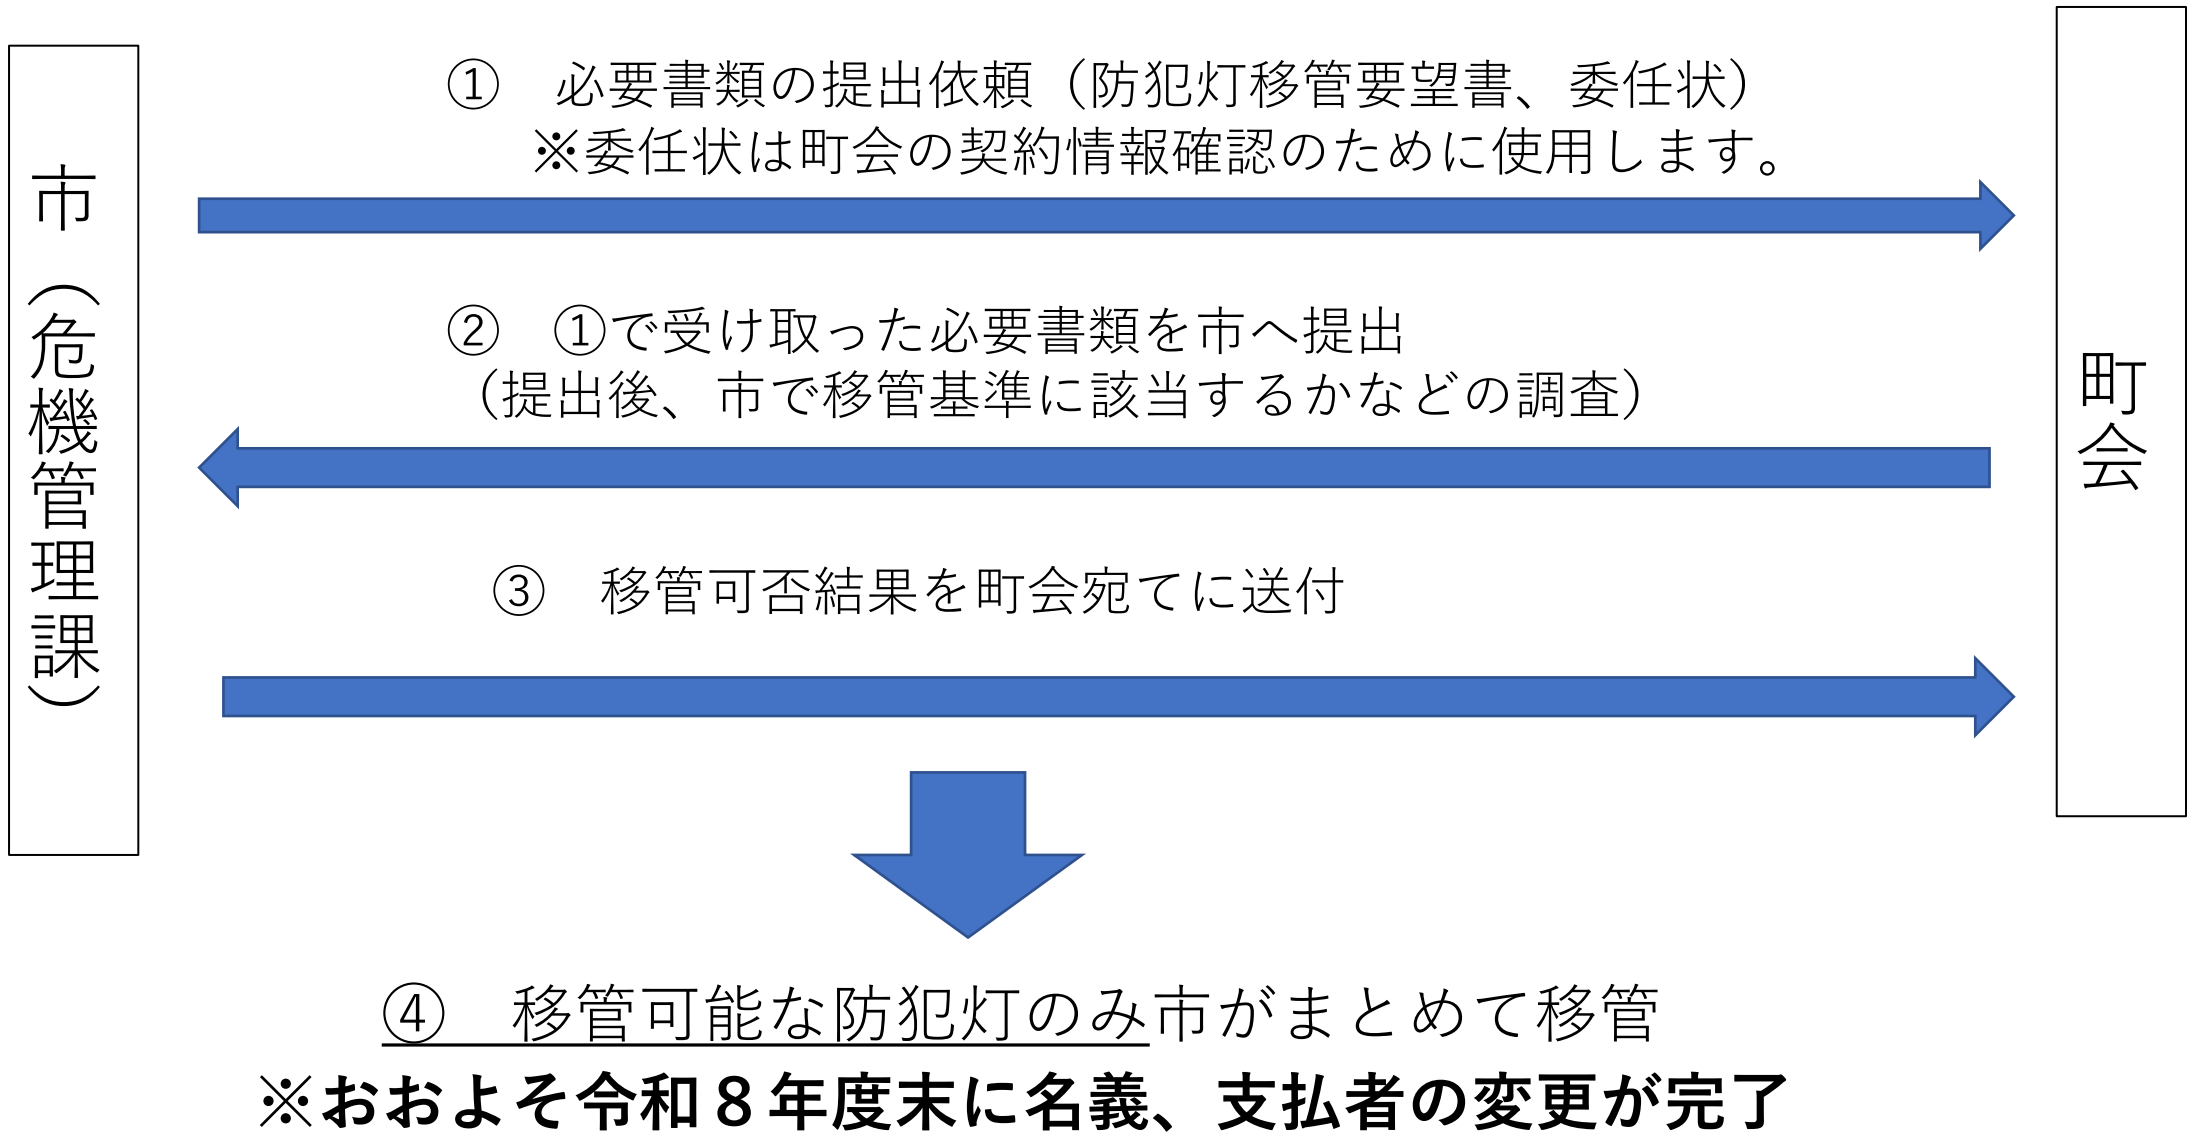 市（危機管理課）
① 必要書類の提出依頼（防犯灯移管要望書、委任状）
※委任状は町会の契約情報確認のために使用します。
② ①で受け取った必要書類を市へ提出
（提出後、市で移管基準に該当するかなどの調査）
③ 移管可否結果を町会宛てに送付
町会
④ 移管可能な防犯灯のみ市がまとめて移管
※おおよそ令和８年度末に名義、支払者の変更が完了